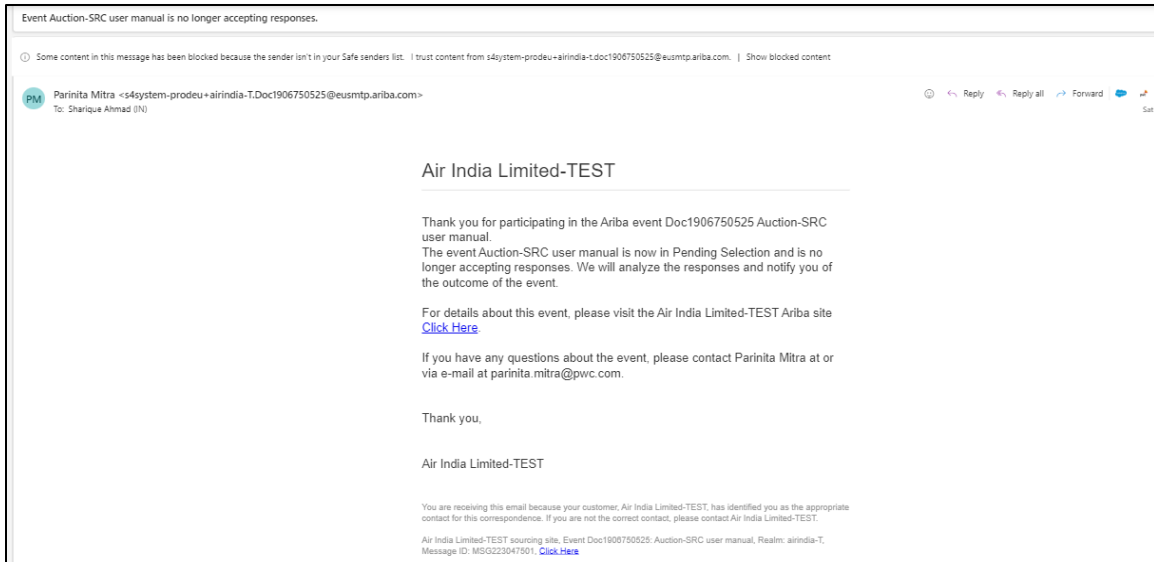 Event Auction-SRC user manual is no longer accepting responses.
Some content in this message has been blocked because the sender isn't in your Safe senders list. I trust content from s4system-prodeu+airindia-t.doc1906750525@eusmtp.ariba.com. | Show blocked content
PM
Parinita Mitra <s4system-prodeu+airindia-T.Doc1906750525@eusmtp.ariba.com>
To: Sharique Ahmad (IN)
Reply Reply all Forward
Sat
Air India Limited-TEST
Thank you for participating in the Ariba event Doc1906750525 Auction-SRC
user manual.
The event Auction-SRC user manual is now in Pending Selection and is no
longer accepting responses. We will analyze the responses and notify you of
the outcome of the event.
For details about this event, please visit the Air India Limited-TEST Ariba site
Click Here.
If you have any questions about the event, please contact Parinita Mitra at or
via e-mail at parinita.mitra@pwc.com.
Thank you,
Air India Limited-TEST
You are receiving this email because your customer, Air India Limited-TEST, has identified you as the appropriate
contact for this correspondence. If you are not the correct contact, please contact Air India Limited-TEST.
Air India Limited-TEST sourcing site, Event Doc1906750525: Auction-SRC user manual, Realm: airindia-T,
Message ID: MSG223047501, Click Here